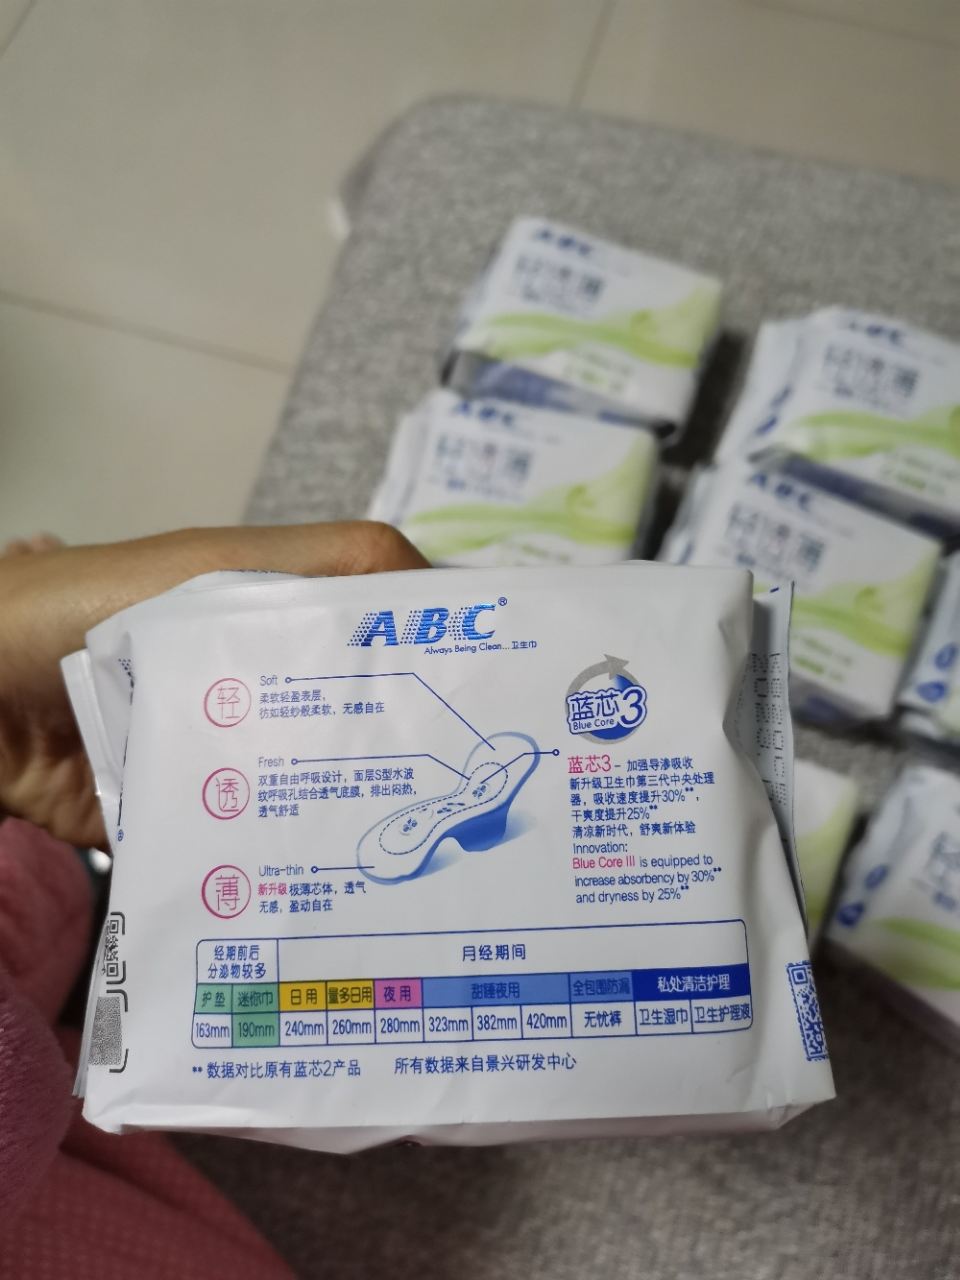 ABC®
Always Being Clean... 卫生巾
轻
Soft
柔软轻盈表层，
彷如轻纱般柔软，无感自在
透
Fresh
双重自由呼吸设计，面层S型水波
纹呼吸孔结合透气底膜，排出闷热，
透气舒适
薄
Ultra-thin
新升级极薄芯体，透气
无感，盈动自在
蓝芯3
Blue Core
蓝芯3 - 加强导渗吸收
新升级卫生巾第三代中央处理
器，吸收速度提升30%**，
干爽度提升25%**
清凉新时代，舒爽新体验
Innovation:
Blue Core III is equipped to
increase absorbency by 30%**
and dryness by 25%**
经期前后
分泌物较多
月经期间
护垫 迷你巾 日用 量多日用 夜用 甜睡夜用 全包围防漏 私处清洁护理
163mm 190mm 240mm 260mm 280mm 323mm 382mm 420mm 无忧裤 卫生湿巾 卫生护理液
** 数据对比原有蓝芯2产品 所有数据来自景兴研发中心
ABC
ABC
ABC
ABC